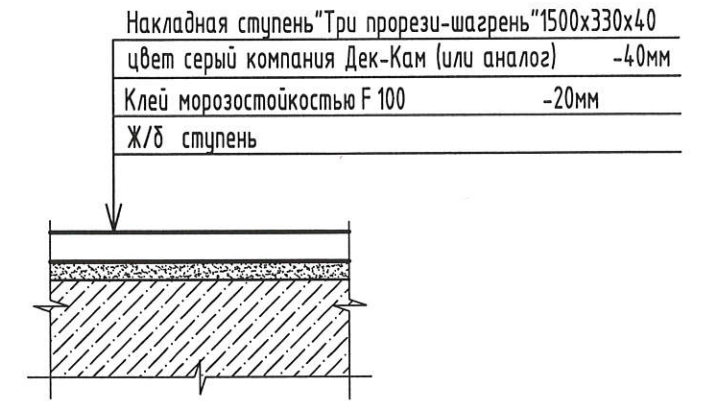 Накладная ступень"Три прорези-шагрень"1500х330х40
цвет серый компания Дек-Кам (или аналог) -40мм
Клей морозостойкостью F 100 -20мм
Ж/б ступень